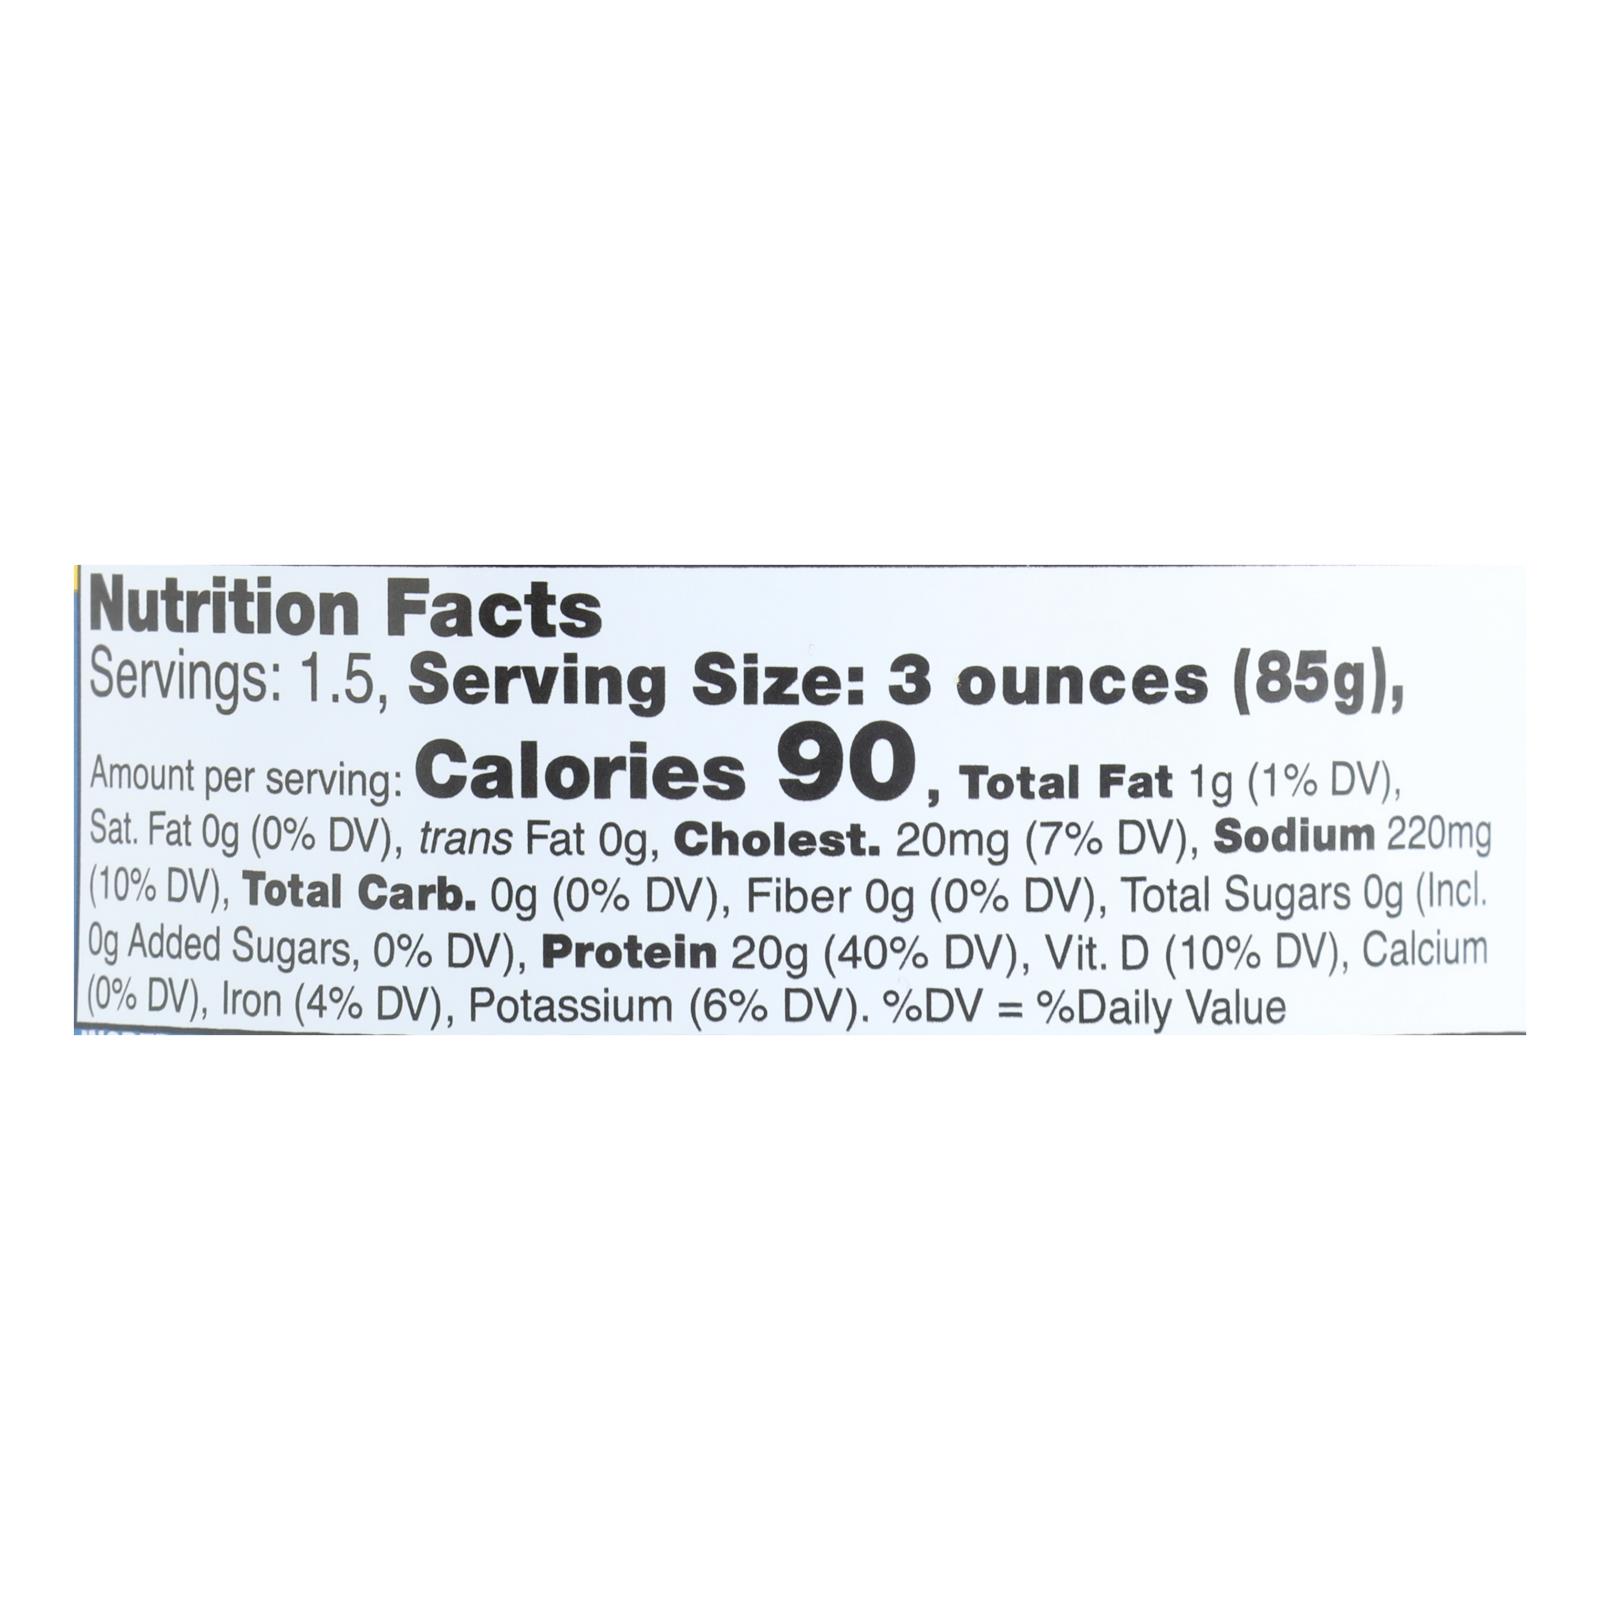 Nutrition Facts
Servings: 1.5, Serving Size: 3 ounces (85g),
Amount per serving: Calories 90, Total Fat 1g (1% DV),
Sat. Fat 0g (0% DV), trans Fat 0g, Cholest. 20mg (7% DV), Sodium 220mg
(10% DV), Total Carb. 0g (0% DV), Fiber 0g (0% DV), Total Sugars 0g (Incl.
0g Added Sugars, 0% DV), Protein 20g (40% DV), Vit. D (10% DV), Calcium
(0% DV), Iron (4% DV), Potassium (6% DV). %DV = %Daily Value